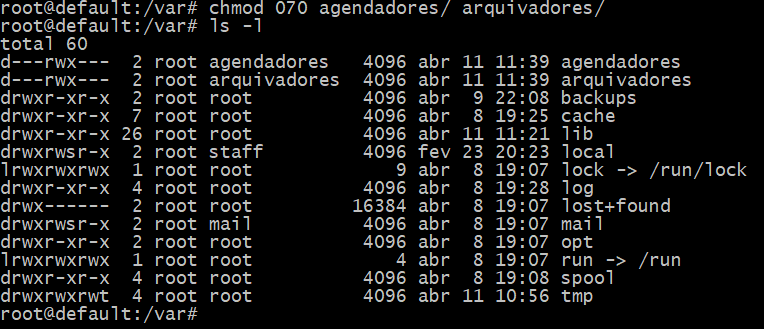 root@default:/var# chmod 070 agendadores/ arquivadores/
root@default:/var# ls -l
total 60
d---rwx---  2 root agendadores   4096 abr 11 11:39 agendadores
d---rwx---  2 root arquivadores  4096 abr 11 11:39 arquivadores
drwxr-xr-x  2 root root          4096 abr  9 22:08 backups
drwxr-xr-x  7 root root          4096 abr  8 19:25 cache
drwxr-xr-x 26 root root          4096 abr 11 11:21 lib
drwxrwsr-x  2 root staff         4096 fev 23 20:23 local
lrwxrwxrwx  1 root root             9 abr  8 19:07 lock -> /run/lock
drwxr-xr-x  4 root root          4096 abr  8 19:28 log
drwx------  2 root root         16384 abr  8 19:07 lost+found
drwxrwsr-x  2 root mail          4096 abr  8 19:07 mail
drwxr-xr-x  2 root root          4096 abr  8 19:07 opt
lrwxrwxrwx  1 root root             4 abr  8 19:07 run -> /run
drwxr-xr-x  4 root root          4096 abr  8 19:08 spool
drwxrwxrwt  4 root root          4096 abr 11 10:56 tmp
root@default:/var#